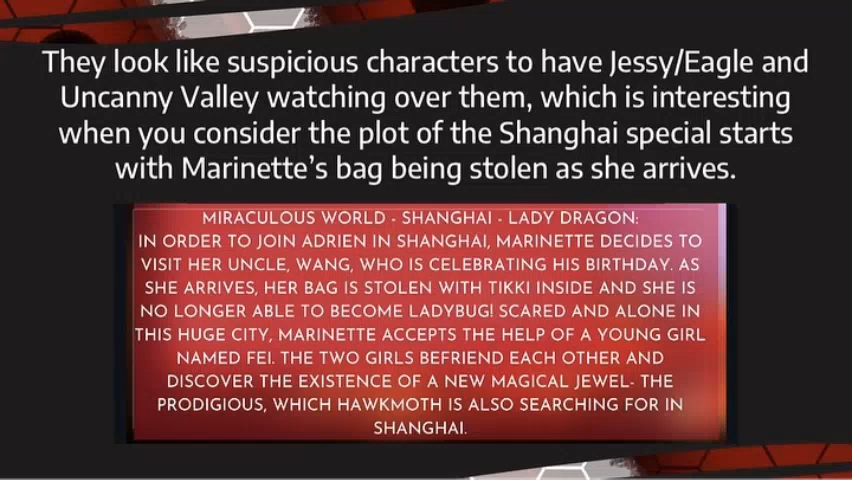 They look like suspicious characters to have Jessy/Eagle and
Uncanny Valley watching over them, which is interesting
when you consider the plot of the Shanghai special starts
with Marinette’s bag being stolen as she arrives.
MIRACULOUS WORLD - SHANGHAI - LADY DRAGON:
IN ORDER TO JOIN ADRIEN IN SHANGHAI, MARINETTE DECIDES TO
VISIT HER UNCLE, WANG, WHO IS CELEBRATING HIS BIRTHDAY. AS
SHE ARRIVES, HER BAG IS STOLEN WITH TIKKI INSIDE AND SHE IS
NO LONGER ABLE TO BECOME LADYBUG! SCARED AND ALONE IN
THIS HUGE CITY, MARINETTE ACCEPTS THE HELP OF A YOUNG GIRL
NAMED FEI. THE TWO GIRLS BEFRIEND EACH OTHER AND
DISCOVER THE EXISTENCE OF A NEW MAGICAL JEWEL- THE
PRODIGIOUS, WHICH HAWKMOTH IS ALSO SEARCHING FOR IN
SHANGHAI.